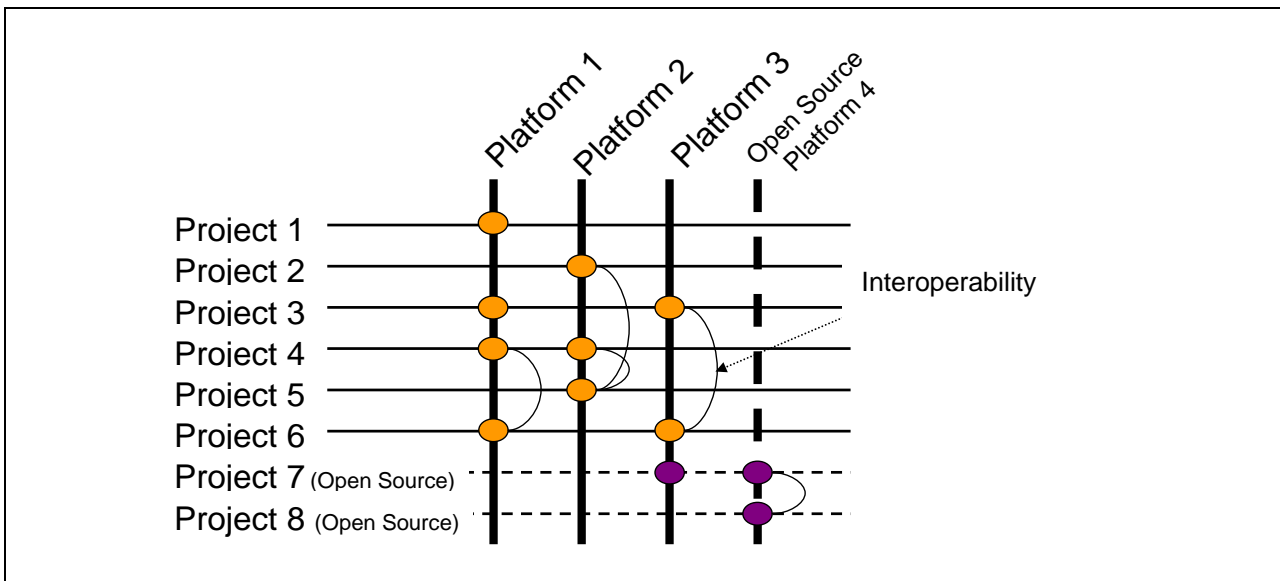 Platform 1
Platform 2
Platform 3
Open Source
Platform 4
Project 1
Project 2
Interoperability
Project 3
Project 4
Project 5
Project 6
Project 7 (Open Source)
Project 8 (Open Source)